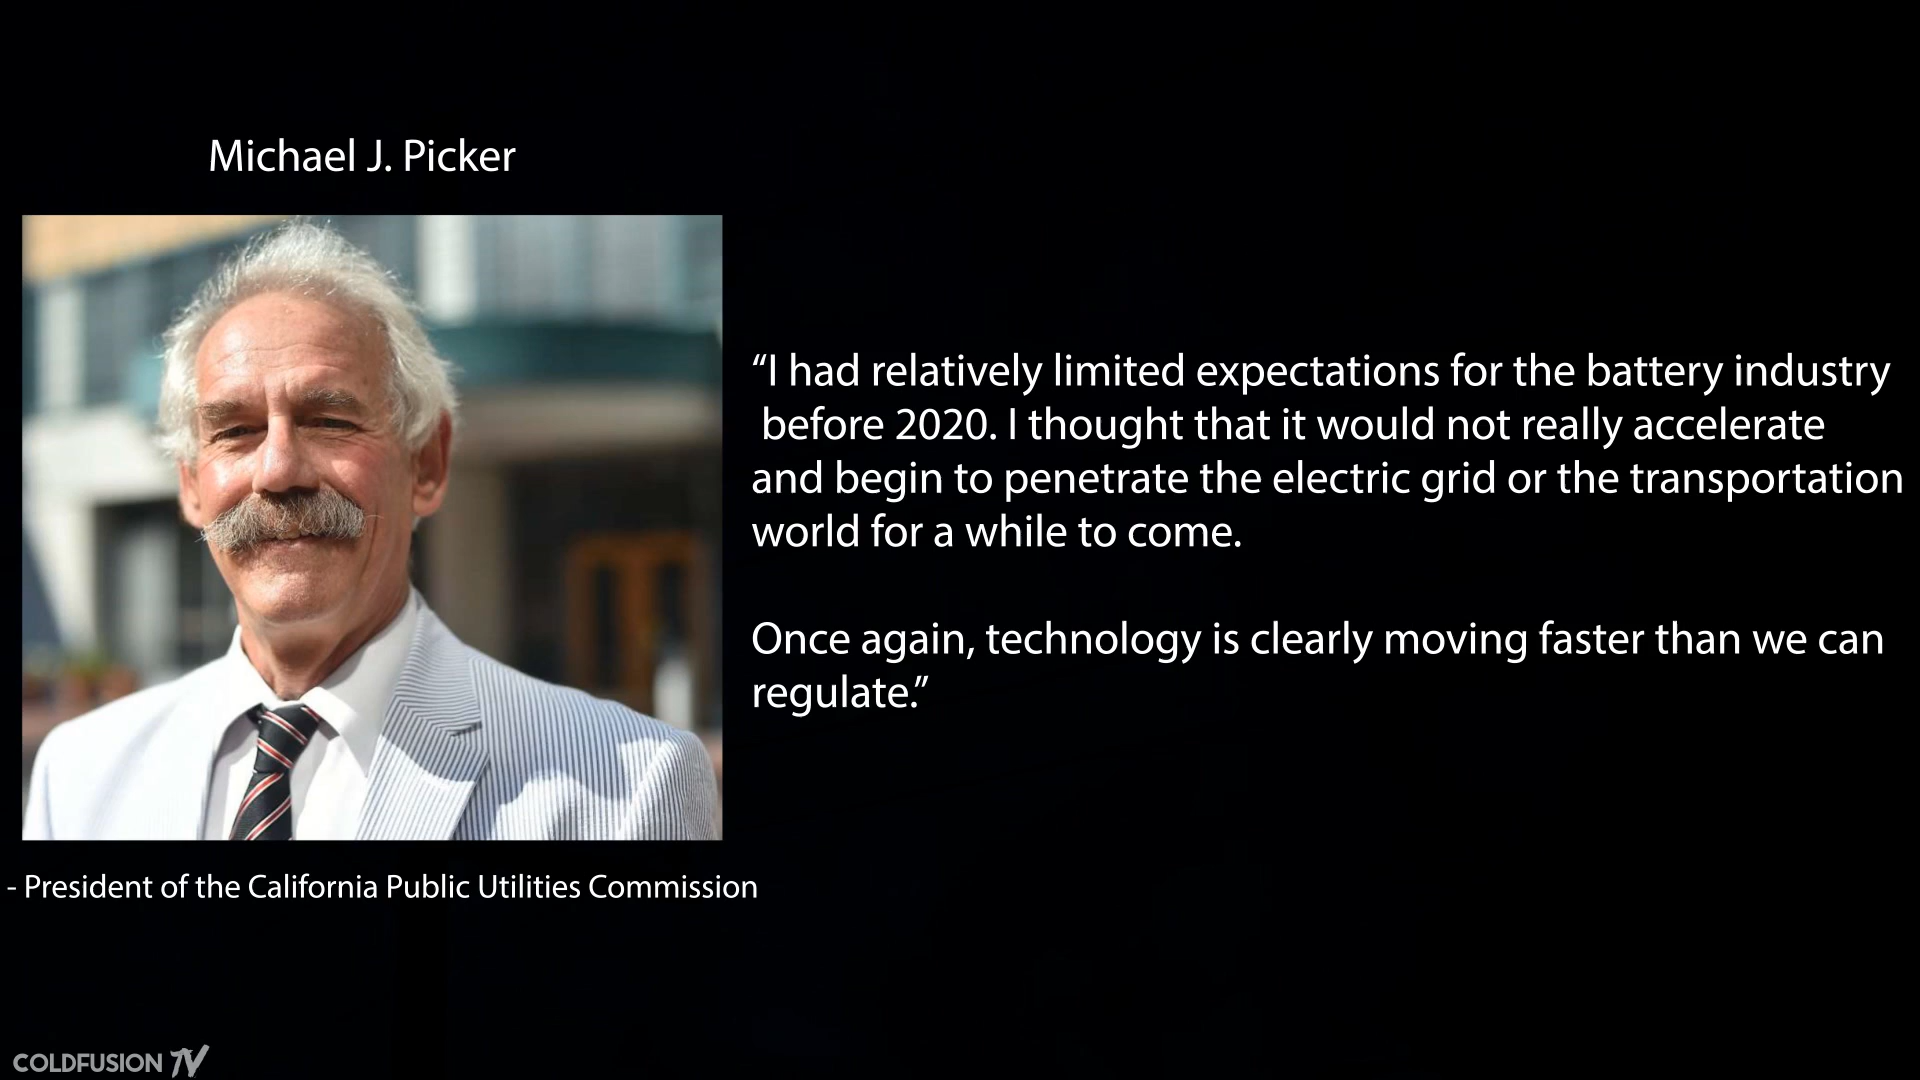 Michael J. Picker
“I had relatively limited expectations for the battery industry
before 2020. I thought that it would not really accelerate
and begin to penetrate the electric grid or the transportation
world for a while to come.
Once again, technology is clearly moving faster than we can
regulate.”
- President of the California Public Utilities Commission
COLDFUSION TV